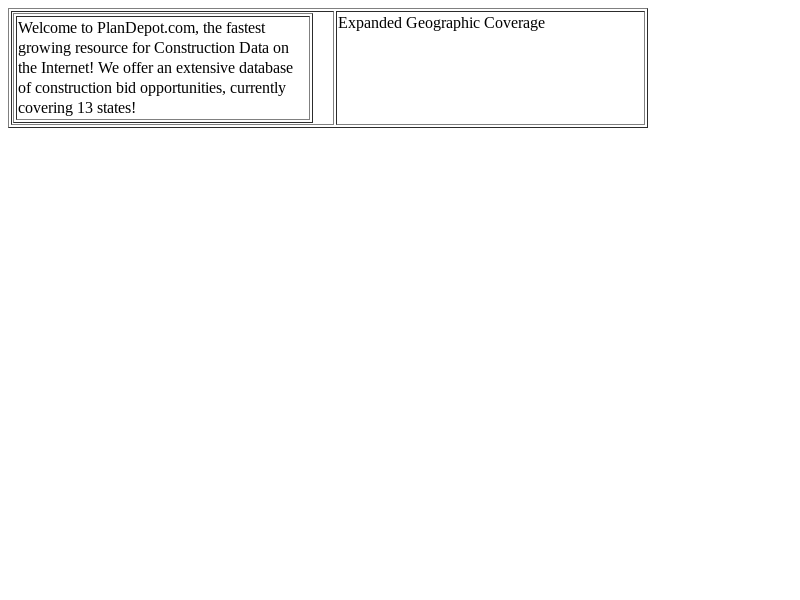 Welcome to PlanDepot.com, the fastest
growing resource for Construction Data on
the Internet! We offer an extensive database
of construction bid opportunities, currently
covering 13 states!
Expanded Geographic Coverage